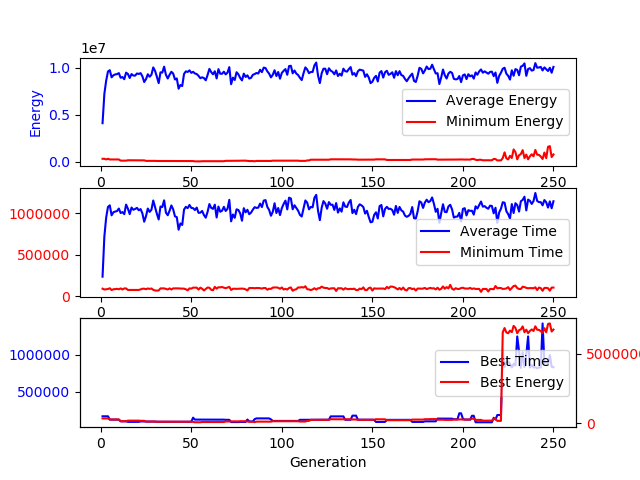 1e7
1.0
0.5
0.0
Energy
Average Energy
Minimum Energy
0 50 100 150 200 250
1000000
500000
0
Average Time
Minimum Time
0 50 100 150 200 250
1000000
500000
5000000
0
Best Time
Best Energy
0 50 100 150 200 250
Generation